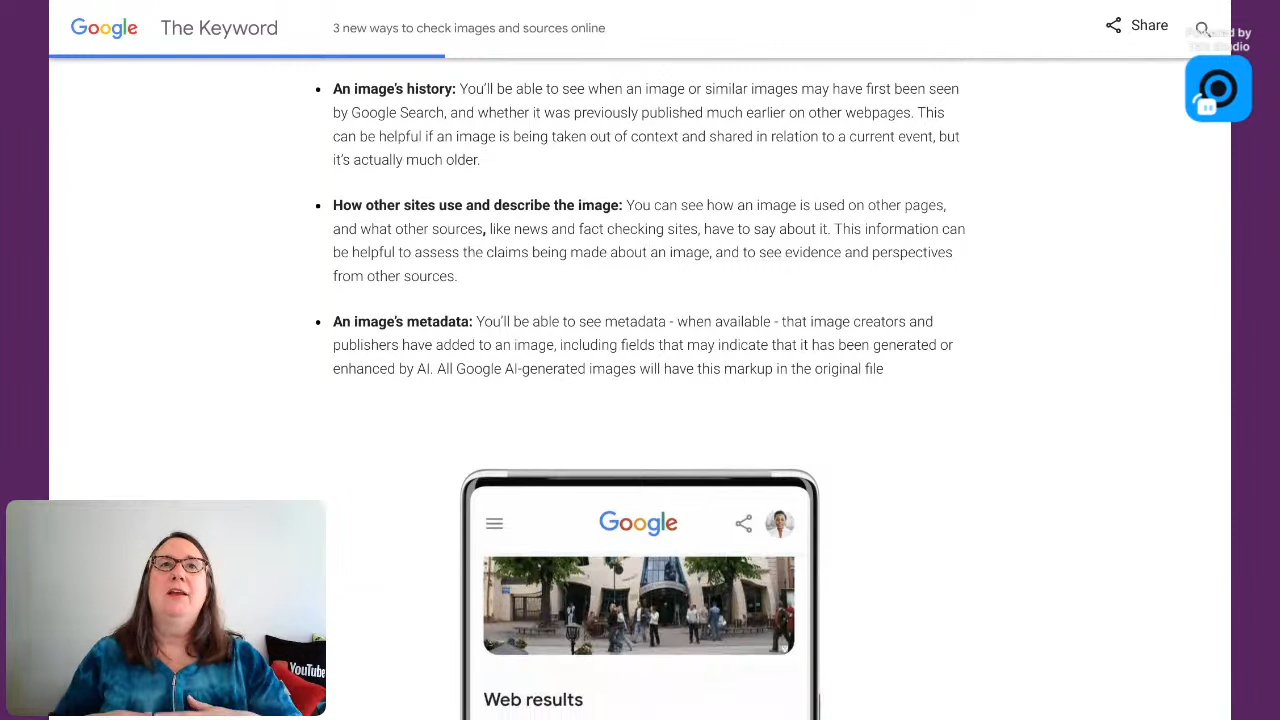 Google The Keyword 3 new ways to check images and sources online Share
Powered by
• An image's history: You'll be able to see when an image or similar images may have first been seen
by Google Search, and whether it was previously published much earlier on other webpages. This
can be helpful if an image is being taken out of context and shared in relation to a current event, but
it's actually much older.
• How other sites use and describe the image: You can see how an image is used on other pages,
and what other sources, like news and fact checking sites, have to say about it. This information can
be helpful to assess the claims being made about an image, and to see evidence and perspectives
from other sources.
• An image's metadata: You'll be able to see metadata - when available - that image creators and
publishers have added to an image, including fields that may indicate that it has been generated or
enhanced by AI. All Google AI-generated images will have this markup in the original file
Google
Web results
YouTube